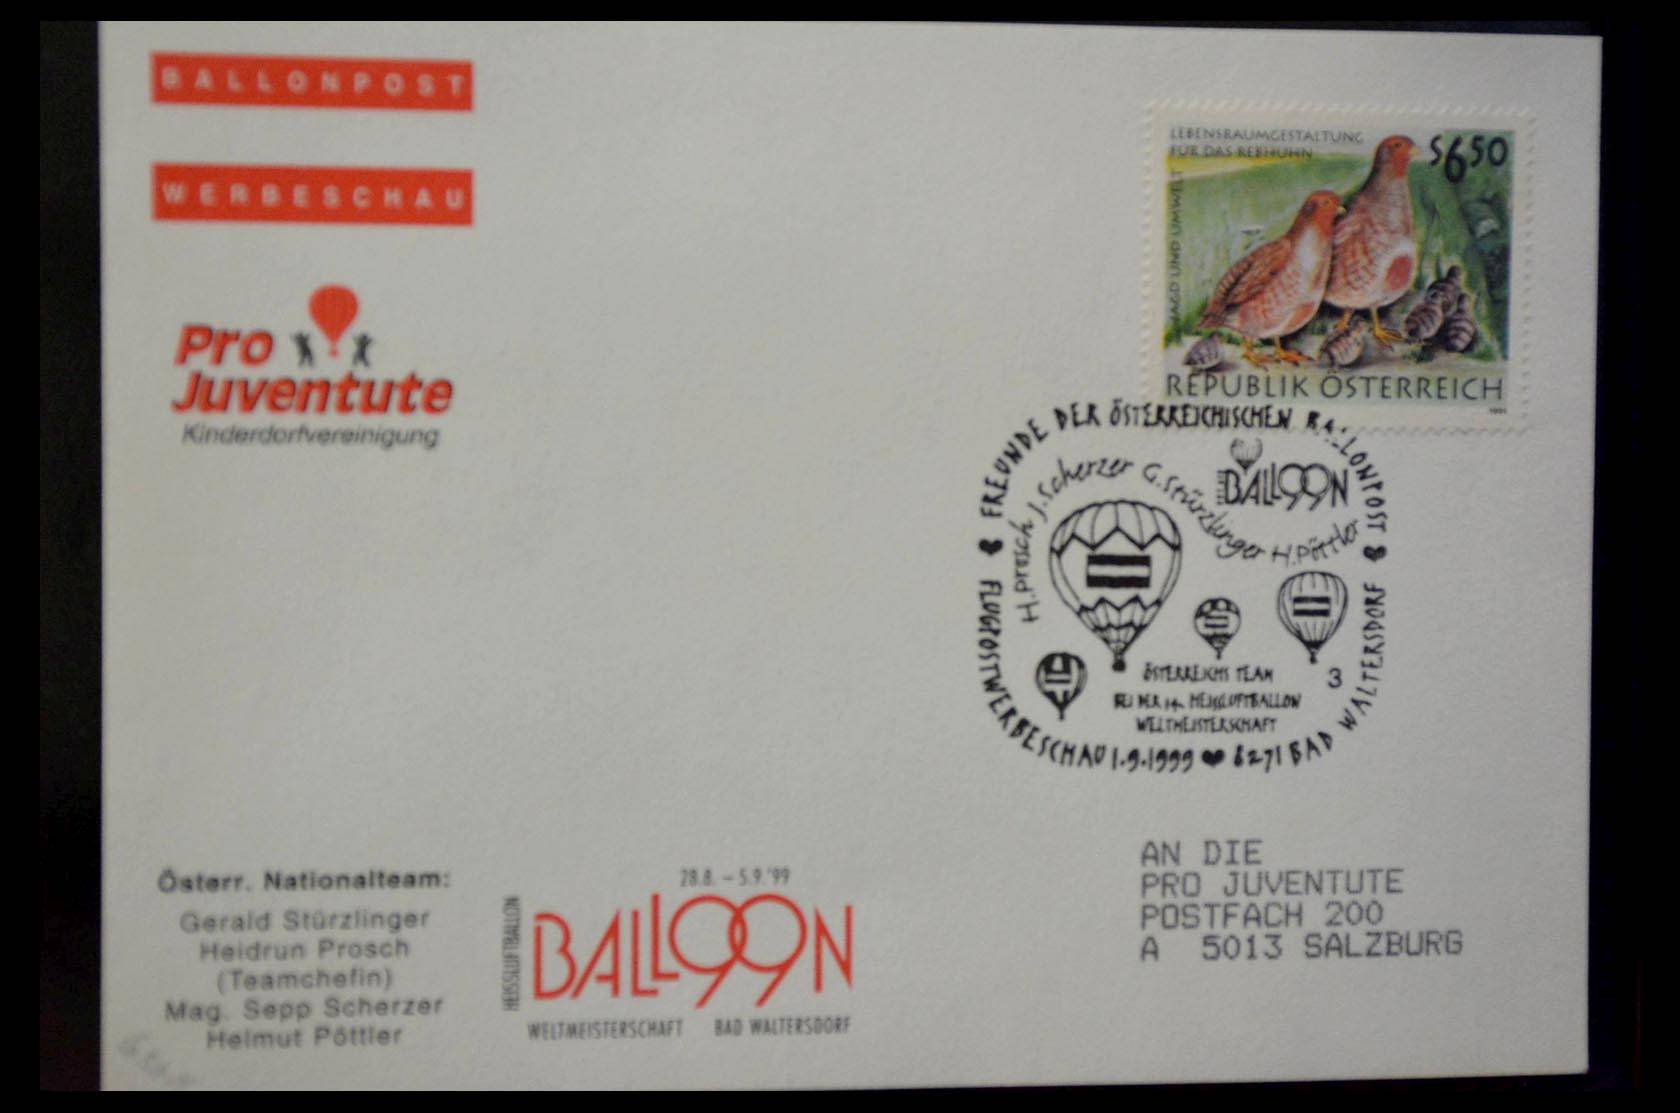 BALLONPOST
WERBESCHAU
Pro
Juventute
Kinderdorfvereinigung
LEBENSRAUMGESTALTUNG
FÜR DAS REBHUHN
S6.50
JAGD UND UMWELT
REPUBLIK ÖSTERREICH
FREUNDE DER ÖSTERREICHISCHEN BALLONPOST
BALL99N
H.Prosch J.Scherzer G.Stürzlinger H.Pöttler
ÖSTERREICHS TEAM
BEI DER 14. HEISSLUFTBALLON
WELTMEISTERSCHAFT
3
FLUGPOSTWERBESCHAU 1.9.1999 8271 BAD WALTERSDORF
AN DIE
PRO JUVENTUTE
POSTFACH 200
A 5013 SALZBURG
Österr. Nationalteam:
Gerald Stürzlinger
Heidrun Prosch
(Teamchefin)
Mag. Sepp Scherzer
Helmut Pöttler
28.8. – 5.9.'99
HEISSLUFTBALLON
BALL99N
WELTMEISTERSCHAFT BAD WALTERSDORF